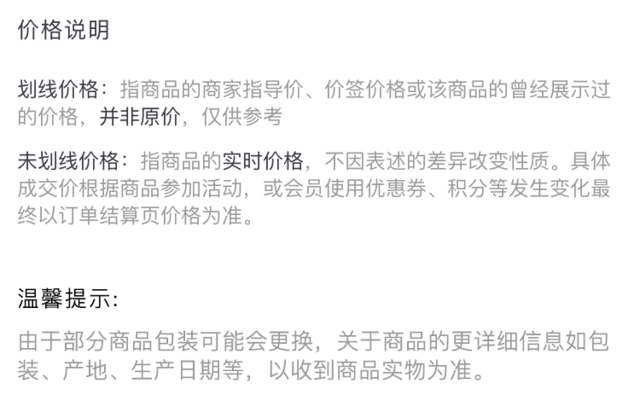 价格说明
划线价格：指商品的商家指导价、价签价格或该商品的曾经展示过
的价格，并非原价，仅供参考
未划线价格：指商品的实时价格，不因表述的差异改变性质。具体
成交价根据商品参加活动，或会员使用优惠券、积分等发生变化最
终以订单结算页价格为准。
温馨提示:
由于部分商品包装可能会更换，关于商品的更详细信息如包
装、产地、生产日期等，以收到商品实物为准。